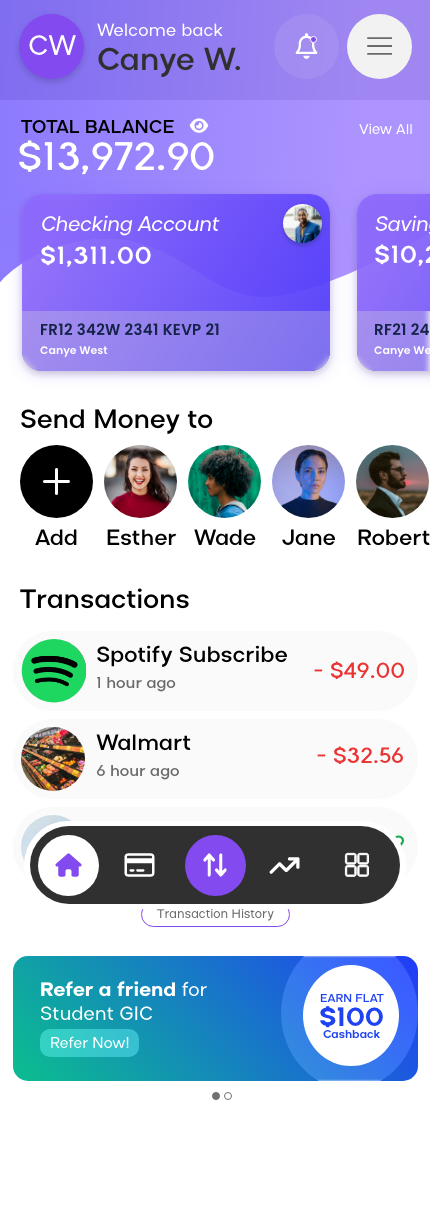 CW
Welcome back
Canye W.
TOTAL BALANCE
View All
$13,972.90
Checking Account
$1,311.00
FR12 342W 2341 KEVP 21
Canye West
$10,2
RF21 24
Send Money to
Add
Esther
Wade
Jane
Robert
Transactions
Spotify Subscribe
1 hour ago
- $49.00
Walmart
6 hour ago
- $32.56
Transaction History
Refer a friend for
Student GIC
Refer Now!
EARN FLAT
$100
Cashback